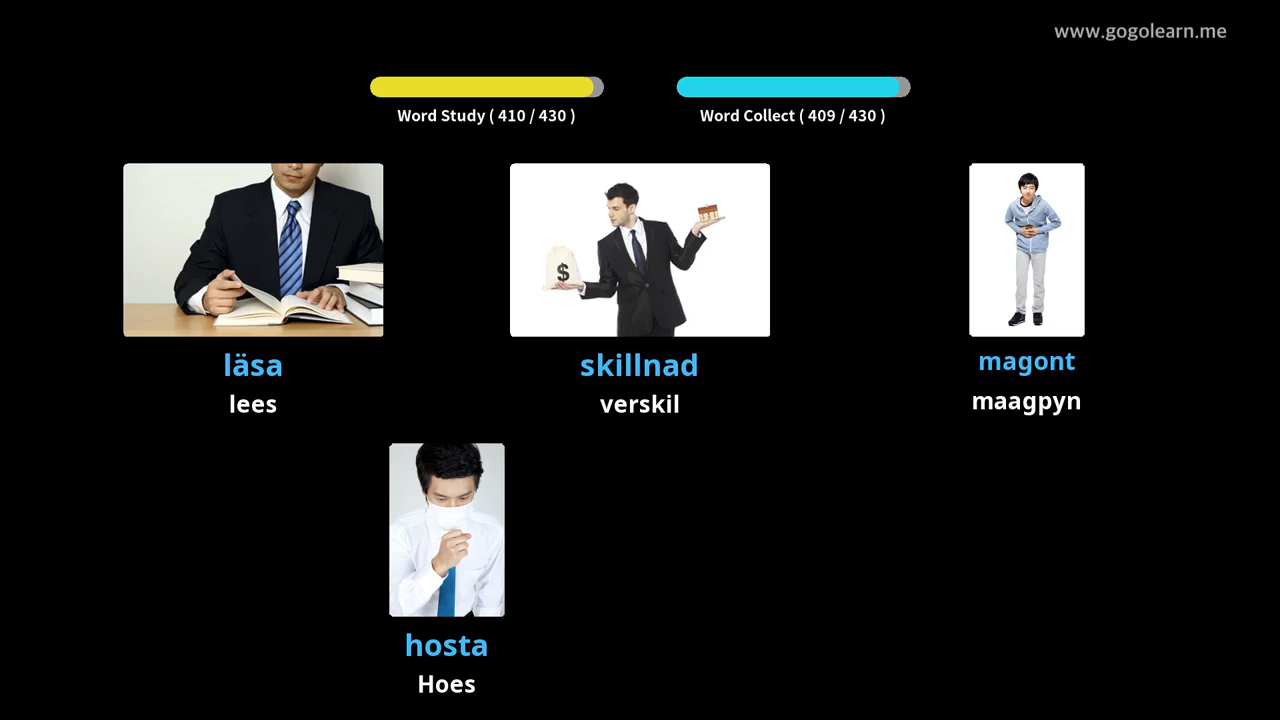 www.gogolearn.me
Word Study ( 410 / 430 )
Word Collect ( 409 / 430 )
$
läsa
lees
skillnad
verskil
magont
maagpyn
hosta
Hoes